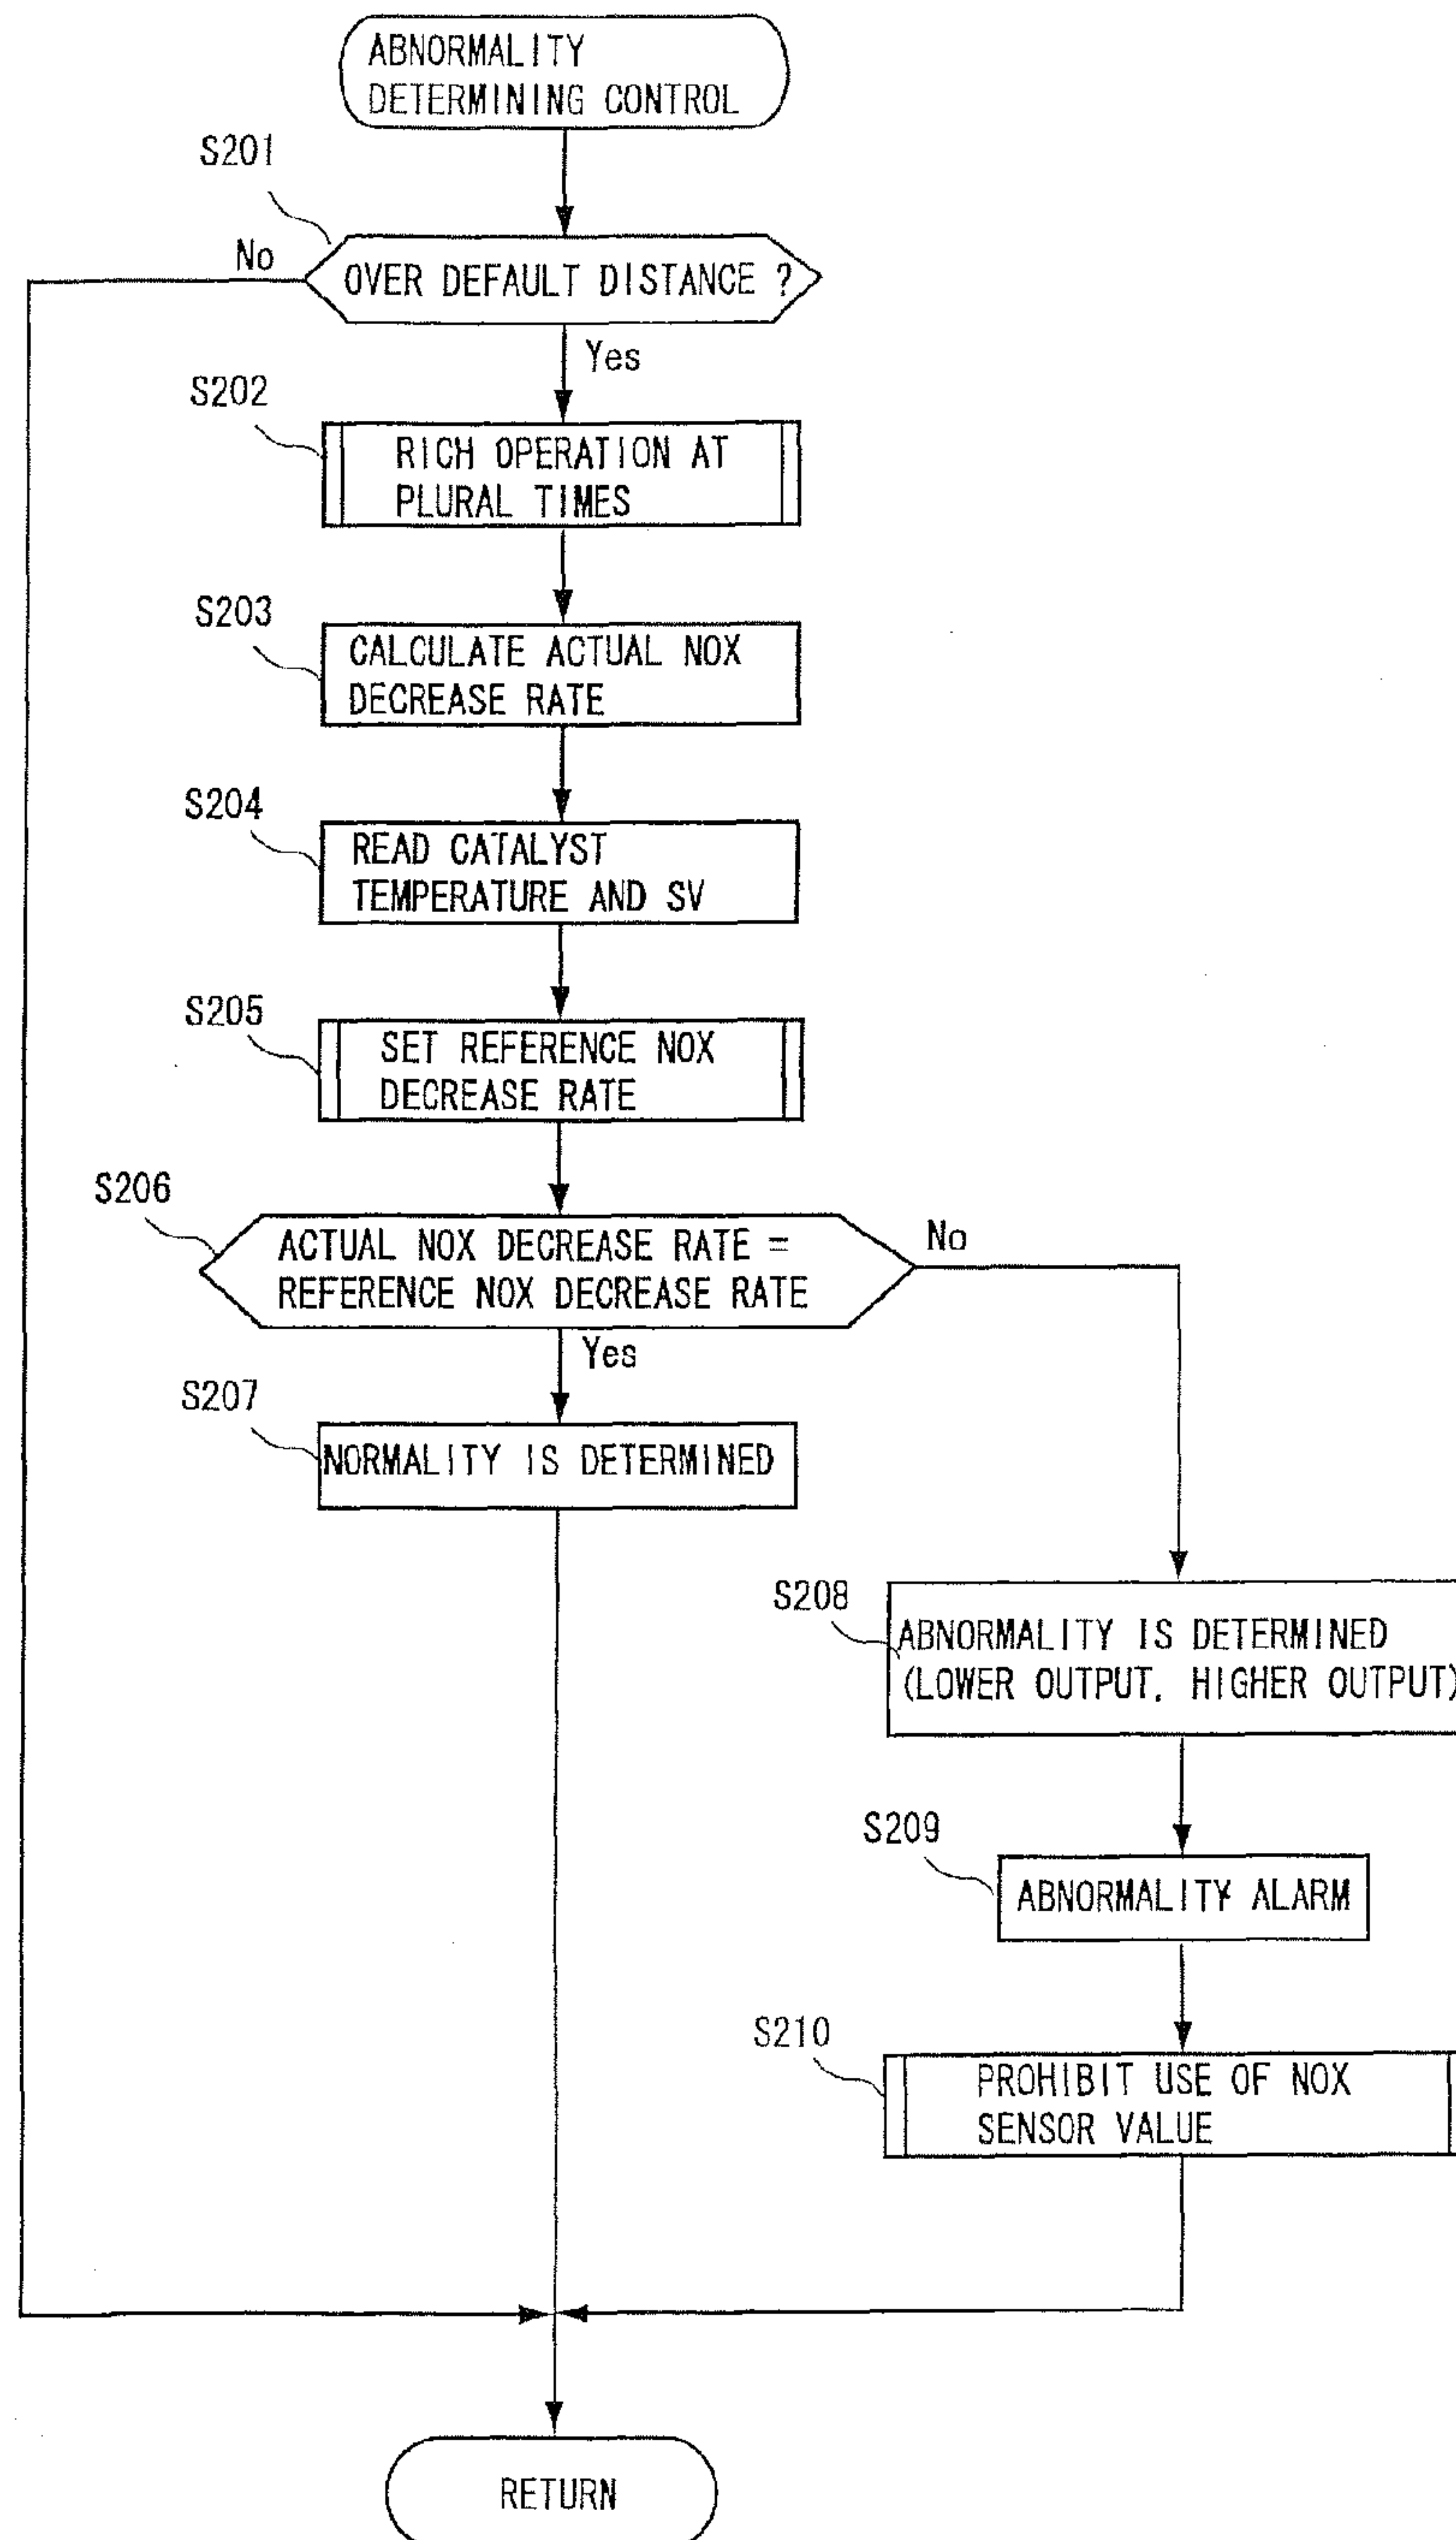 ABNORMALITY
DETERMINING CONTROL
S201
No
OVER DEFAULT DISTANCE ?
Yes
S202
RICH OPERATION AT
PLURAL TIMES
S203
CALCULATE ACTUAL NOX
DECREASE RATE
S204
READ CATALYST
TEMPERATURE AND SV
S205
SET REFERENCE NOX
DECREASE RATE
S206
ACTUAL NOX DECREASE RATE =
REFERENCE NOX DECREASE RATE
No
Yes
S207
NORMALITY IS DETERMINED
S208
ABNORMALITY IS DETERMINED
(LOWER OUTPUT, HIGHER OUTPUT)
S209
ABNORMALITY ALARM
S210
PROHIBIT USE OF NOX
SENSOR VALUE
RETURN